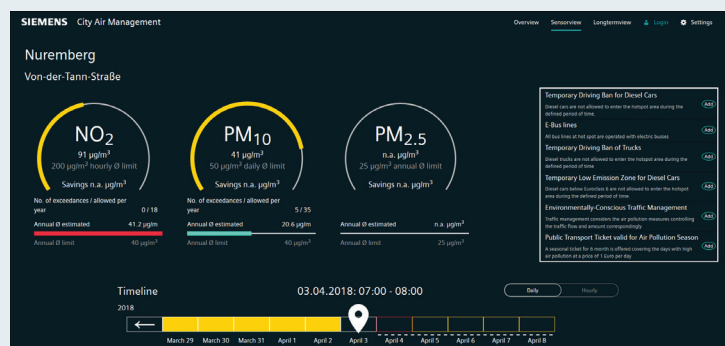 SIEMENS City Air Management
Overview Sensorview Longtermview Login Settings
Nuremberg
Von-der-Tann-Straße
NO2
91 µg/m³
200 µg/m³ hourly Ø limit
Savings n.a. µg/m³
No. of exceedances / allowed per
year 0 / 18
Annual Ø estimated 41.2 µg/m
Annual Ø limit 40 µg/m³
PM10
41 µg/m³
50 µg/m³ daily Ø limit
Savings n.a. µg/m³
No. of exceedances / allowed per
year 5 / 35
Annual Ø estimated 20.6 µg/m
Annual Ø limit 40 µg/m³
PM2.5
n.a. µg/m³
25 µg/m³ annual Ø limit
Savings n.a. µg/m³
Annual Ø estimated n.a. µg/m
Annual Ø limit 25 µg/m³
Temporary Driving Ban for Diesel Cars
Diesel cars are not allowed to enter the hotspot area during the
defined period of time.
Add
E-Bus lines
All bus lines at hot spot are operated with electric buses
Add
Temporary Driving Ban of Trucks
Diesel trucks are not allowed to enter the hotspot area during the
defined period of time
Add
Temporary Low Emission Zone for Diesel Cars
Diesel cars below Euroclass 6 are not allowed to enter the hotspot
area during the defined period of time.
Add
Environmentally-Conscious Traffic Management
Traffic management considers the air pollution measures controlling
the traffic flow and amount correspondingly
Add
Public Transport Ticket valid for Air Pollution Season
A seasonal ticket for 6 month is offered covering the days with high
air pollution at a price of 1 Euro per day
Add
Timeline 03.04.2018: 07:00 - 08:00 Daily Hourly
2018
March 29 March 30 March 31 April 1 April 2 April 3 April 4 April 5 April 6 April 7 April 8